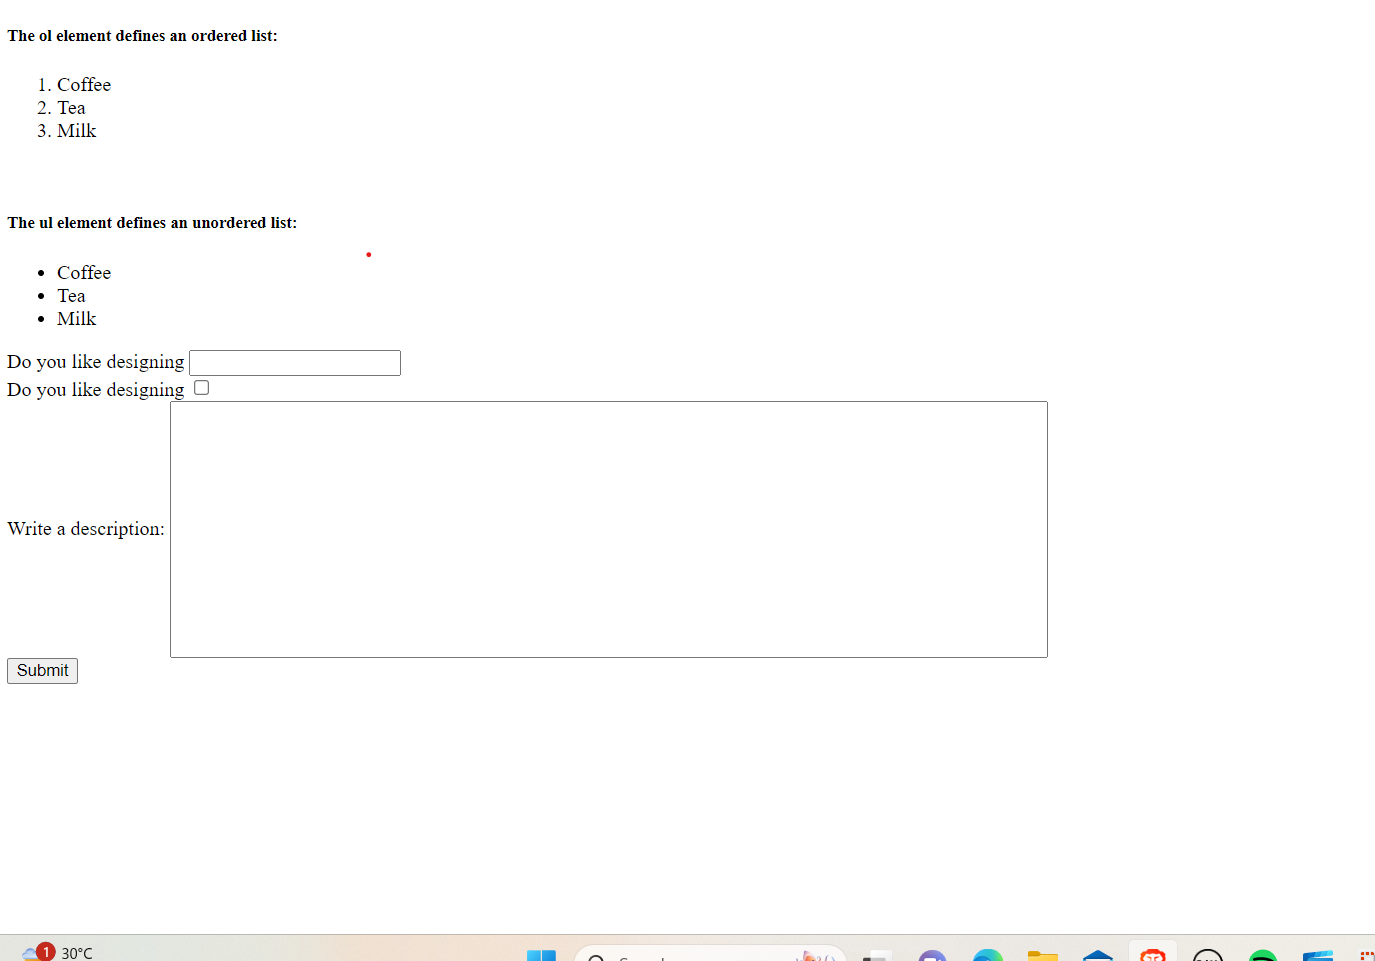 The ol element defines an ordered list:
1. Coffee
2. Tea
3. Milk
The ul element defines an unordered list:
• Coffee
• Tea
• Milk
Do you like designing
Do you like designing
Write a description:
Submit
1
30°C